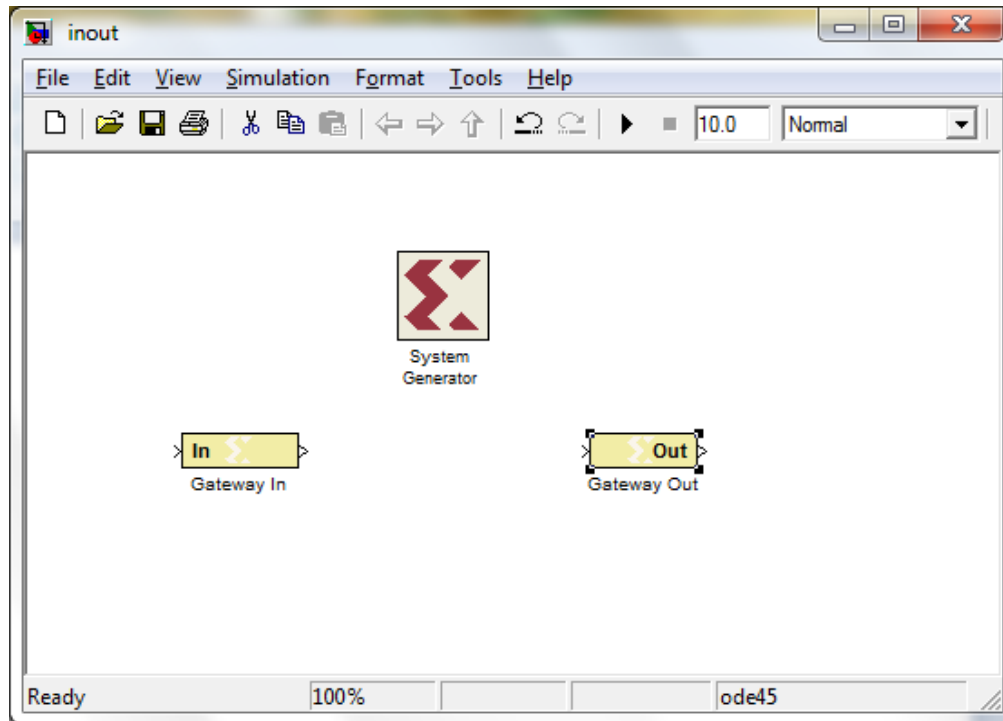 inout
File Edit View Simulation Format Tools Help
10.0 Normal
System
Generator
In Out
Gateway In Gateway Out
Ready 100% ode45